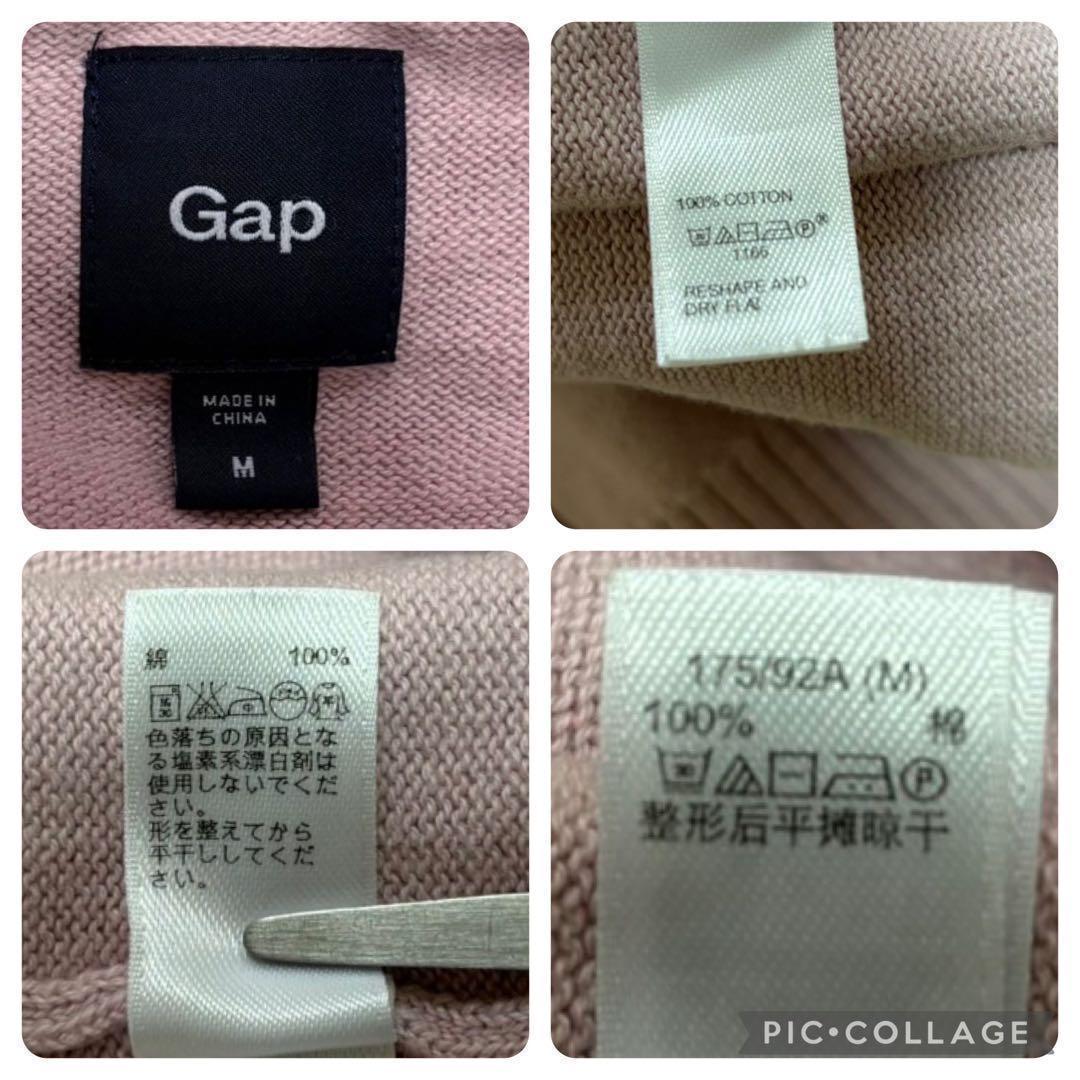 Gap
MADE IN
CHINA
M
100% COTTON
30
P
1166
RESHAPE AND
DRY FLAT
綿 100%
中
色落ちの原因とな
る塩素系漂白剤は
使用しないでくだ
さい。
形を整えてから
平干ししてくだ
さい。
175/92A (M)
100% 棉
30
P
整形后平摊晾干
PIC•COLLAGE